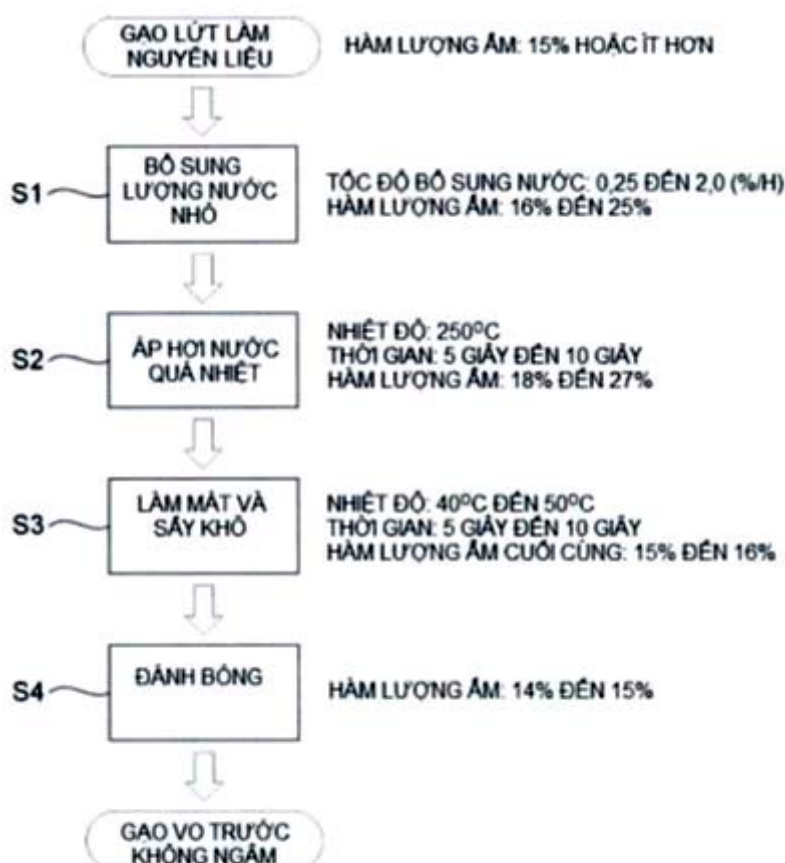 GẠO LỨT LÀM
NGUYÊN LIỆU
HÀM LƯỢNG ẨM: 15% HOẶC ÍT HƠN
S1
BỔ SUNG
LƯỢNG NƯỚC
NHỎ
TỐC ĐỘ BỔ SUNG NƯỚC: 0,25 ĐẾN 2,0 (%/H)
HÀM LƯỢNG ẨM: 16% ĐẾN 25%
S2
ÁP HƠI NƯỚC
QUÁ NHIỆT
NHIỆT ĐỘ: 250°C
THỜI GIAN: 5 GIÂY ĐẾN 10 GIÂY
HÀM LƯỢNG ẨM: 18% ĐẾN 27%
S3
LÀM MÁT VÀ
SẤY KHÔ
NHIỆT ĐỘ: 40°C ĐẾN 50°C
THỜI GIAN: 5 GIÂY ĐẾN 10 GIÂY
HÀM LƯỢNG ẨM CUỐI CÙNG: 15% ĐẾN 16%
S4
ĐÁNH BÓNG
HÀM LƯỢNG ẨM: 14% ĐẾN 15%
GẠO VO TRƯỚC
KHÔNG NGÂM